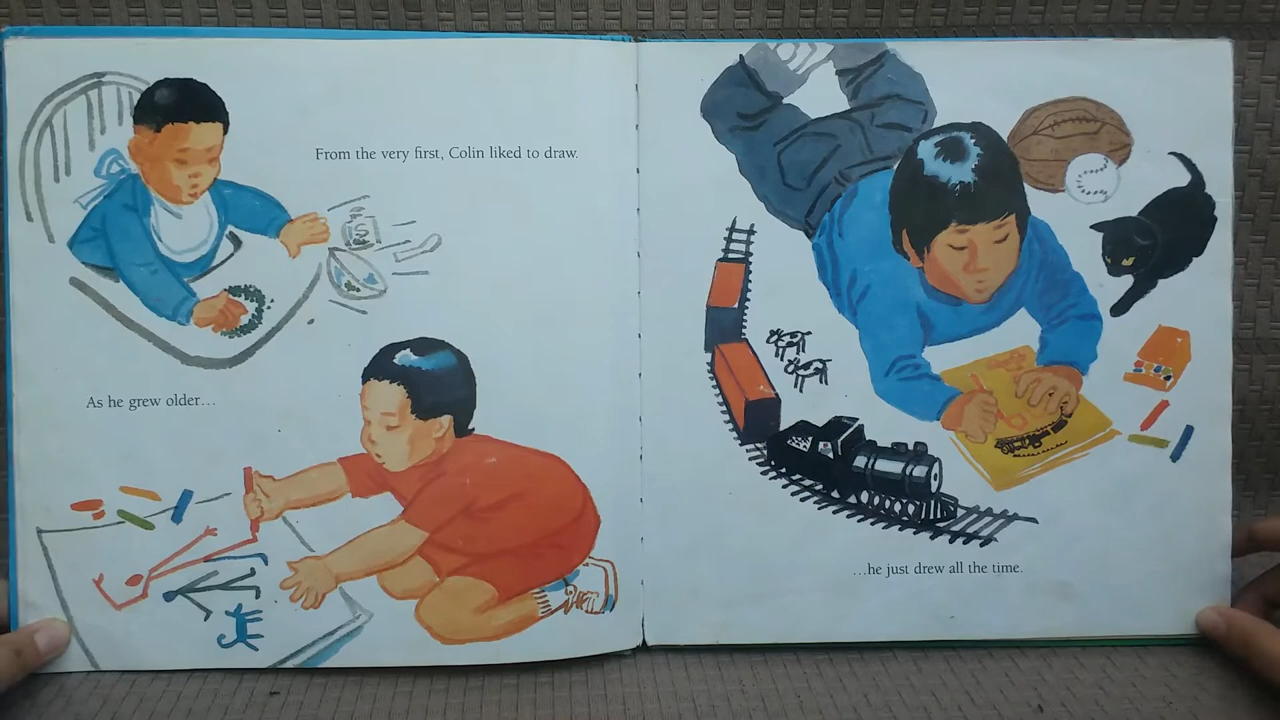 From the very first, Colin liked to draw.
As he grew older…
…he just drew all the time.